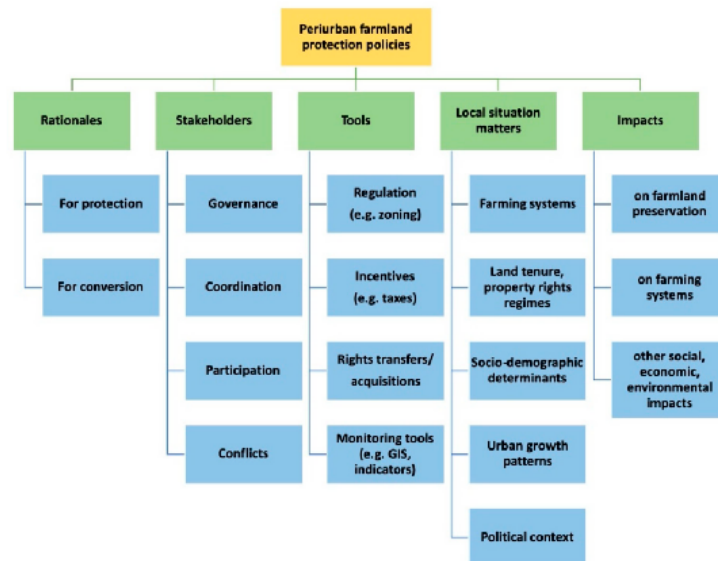 Periurban farmland
protection policies
Rationales
Stakeholders
Tools
Local situation
matters
Impacts
For protection
For conversion
Governance
Coordination
Participation
Conflicts
Regulation
(e.g. zoning)
Incentives
(e.g. taxes)
Rights transfers/
acquisitions
Monitoring tools
(e.g. GIS,
indicators)
Farming systems
Land tenure,
property rights
regimes
Socio-demographic
determinants
Urban growth
patterns
Political context
on farmland
preservation
on farming
systems
other social,
economic,
environmental
impacts